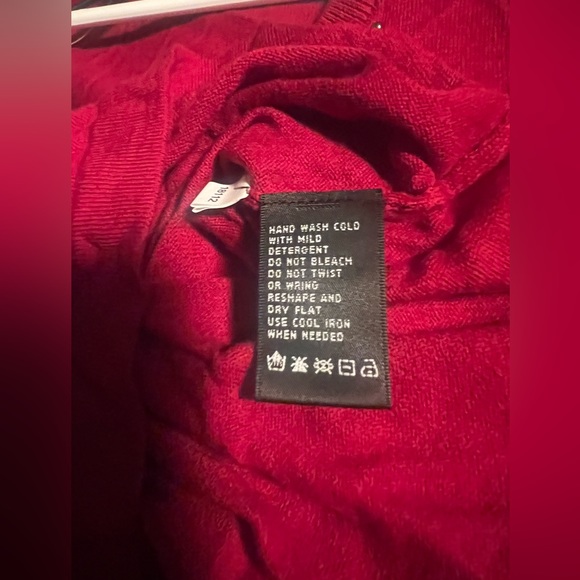 HAND WASH COLD
WITH MILD
DETERGENT
DO NOT BLEACH
DO NOT TWIST
OR WRING
RESHAPE AND
DRY FLAT
USE COOL IRON
WHEN NEEDED
18112